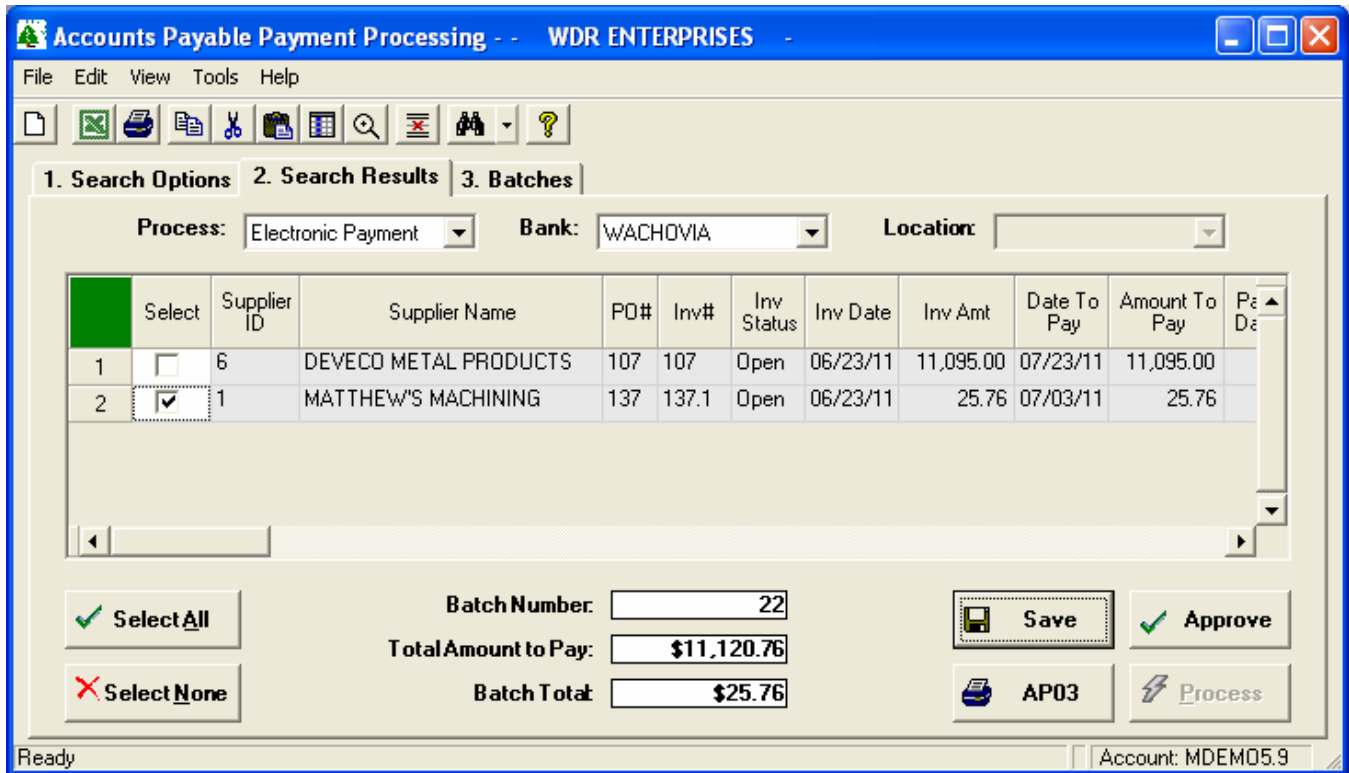 Accounts Payable Payment Processing - - WDR ENTERPRISES -
File Edit View Tools Help
1. Search Options 2. Search Results 3. Batches
Process: Electronic Payment Bank: WACHOVIA Location:
Select Supplier ID Supplier Name PO# Inv# Inv Status Inv Date Inv Amt Date To Pay Amount To Pay Pa Da
1 6 DEVECO METAL PRODUCTS 107 107 Open 06/23/11 11,095.00 07/23/11 11,095.00
2 1 MATTHEW'S MACHINING 137 137.1 Open 06/23/11 25.76 07/03/11 25.76
Select All Batch Number: 22 Save Approve
Total Amount to Pay: $11,120.76
Select None Batch Total: $25.76 AP03 Process
Ready Account: MDEMO5.9